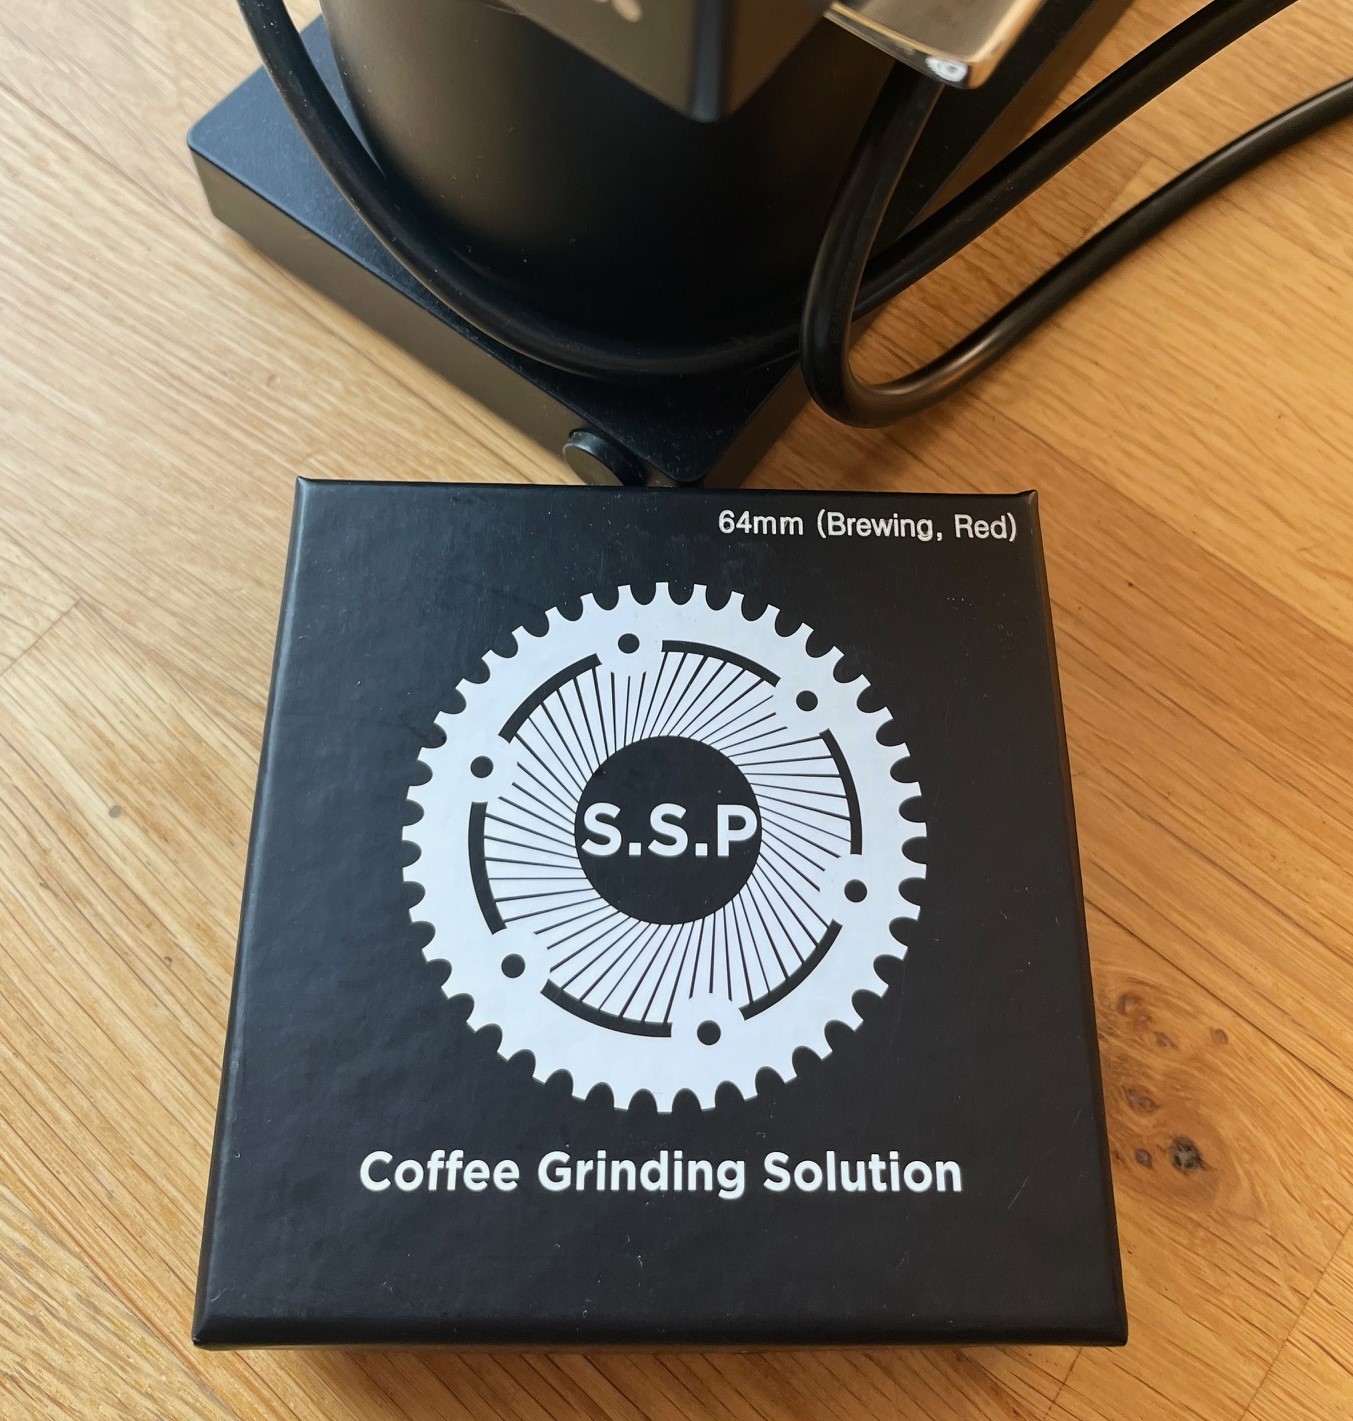 64mm (Brewing, Red)
S.S.P
Coffee Grinding Solution